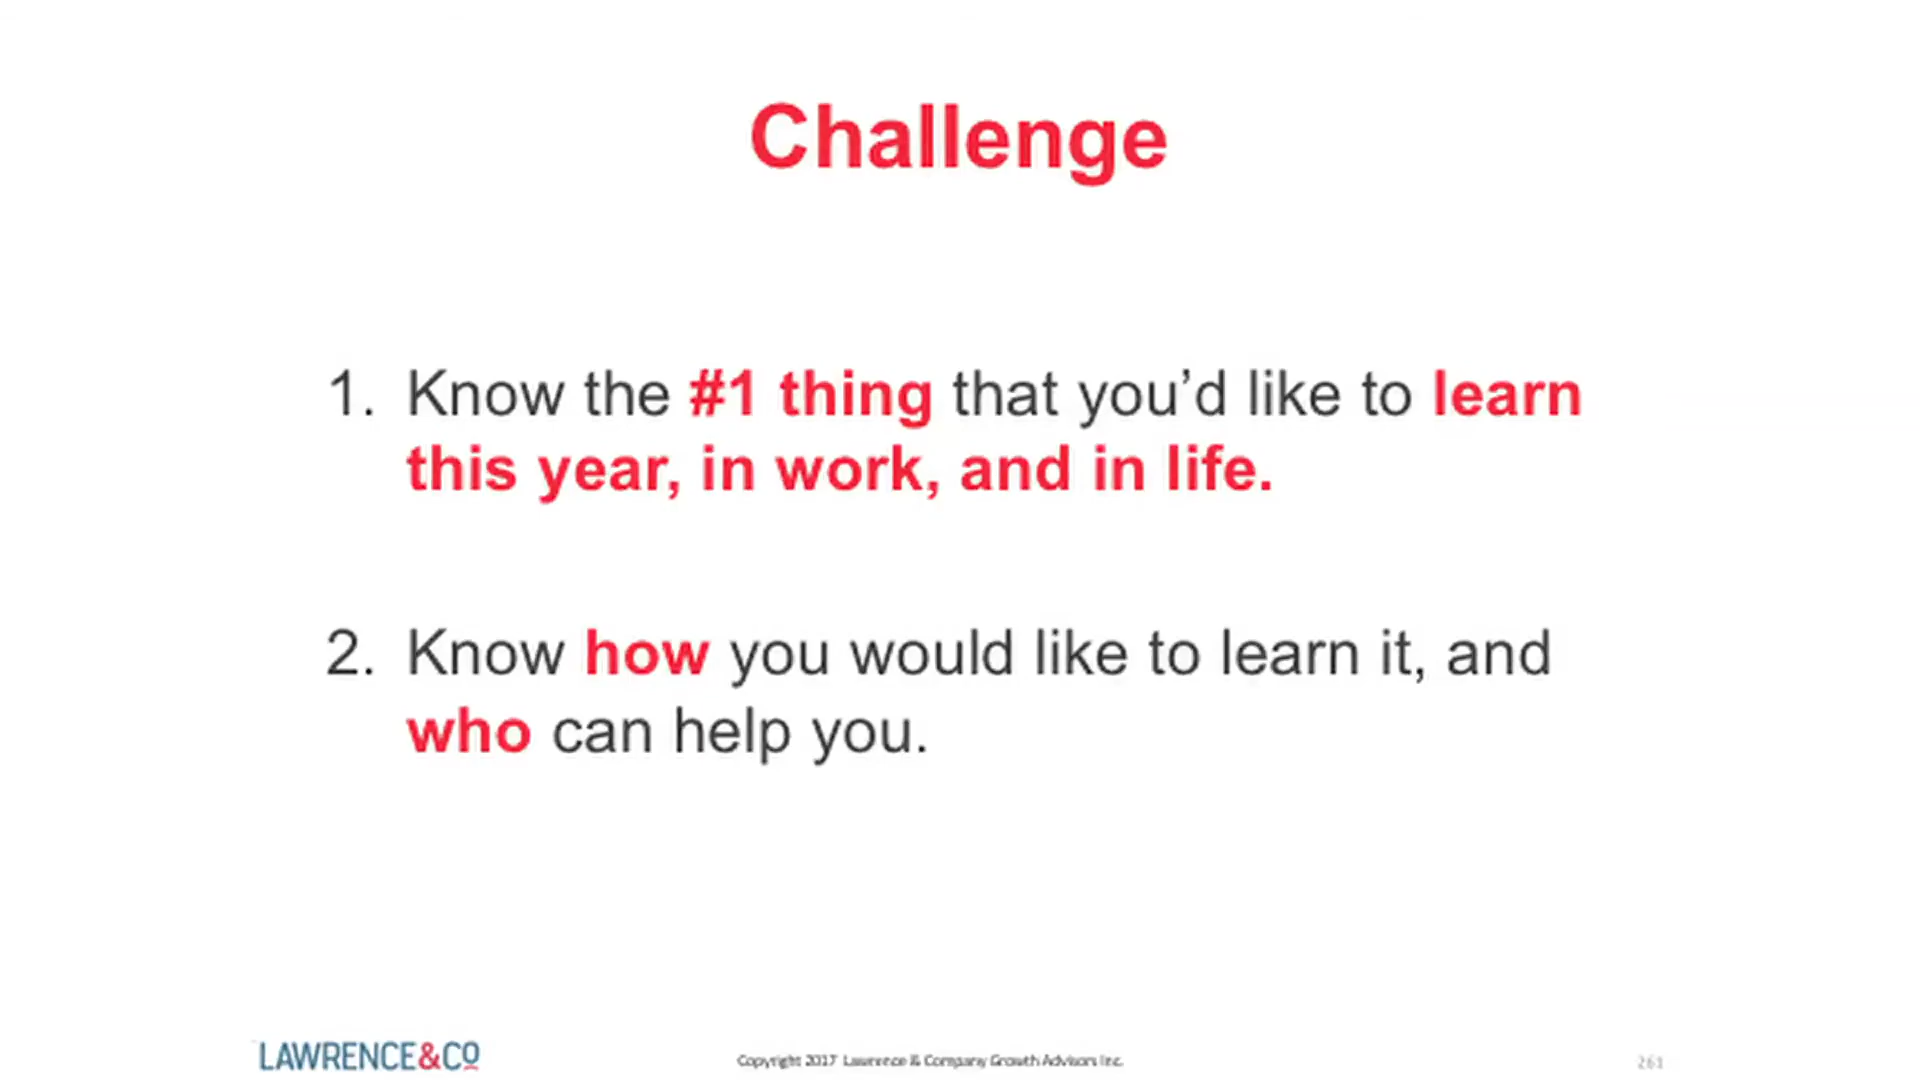 Challenge
1. Know the #1 thing that you’d like to learn
this year, in work, and in life.
2. Know how you would like to learn it, and
who can help you.
LAWRENCE&CO
Copyright 2017 Lawrence & Company Growth Advisors Inc.
261